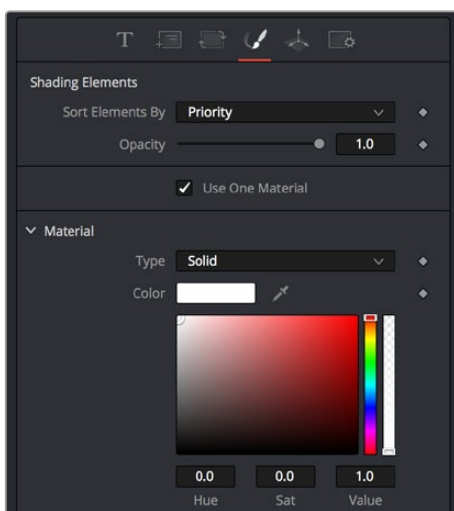 T
Shading Elements
Sort Elements By Priority
Opacity 1.0
Use One Material
Material
Type Solid
Color
0.0 0.0 1.0
Hue Sat Value